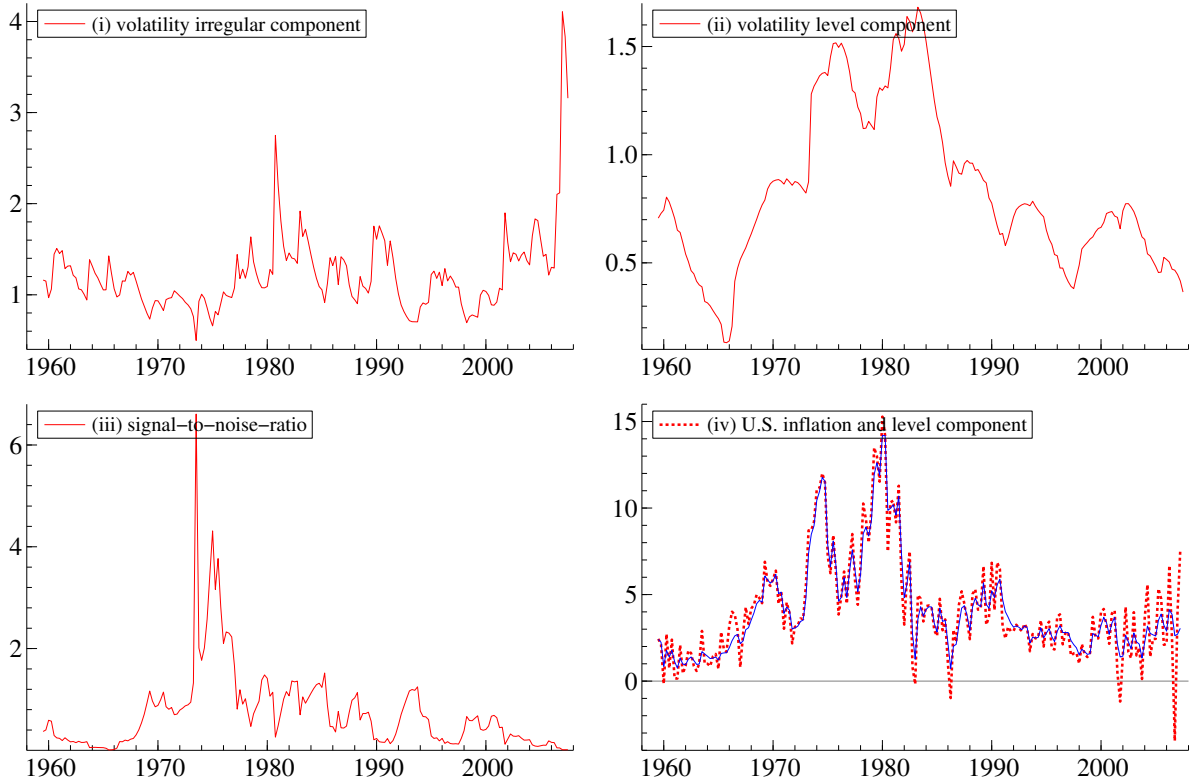 (i) volatility irregular component
4
3
2
1
1960 1970 1980 1990 2000
(ii) volatility level component
1.5
1.0
0.5
1960 1970 1980 1990 2000
(iii) signal−to−noise−ratio
6
4
2
1960 1970 1980 1990 2000
(iv) U.S. inflation and level component
15
10
5
0
1960 1970 1980 1990 2000